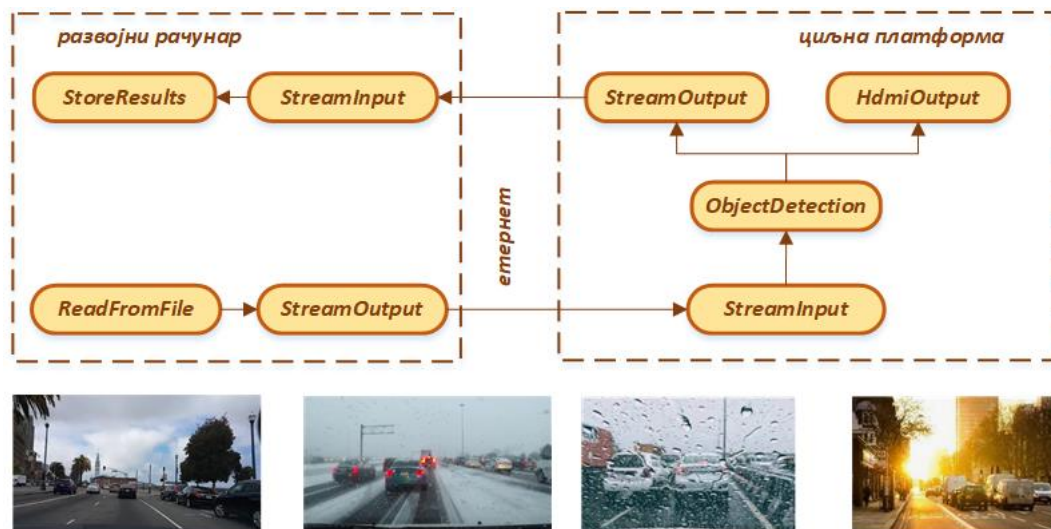 развојни рачунар
циљна платформа
StoreResults
StreamInput
StreamOutput
HdmiOutput
ObjectDetection
етернет
ReadFromFile
StreamOutput
StreamInput